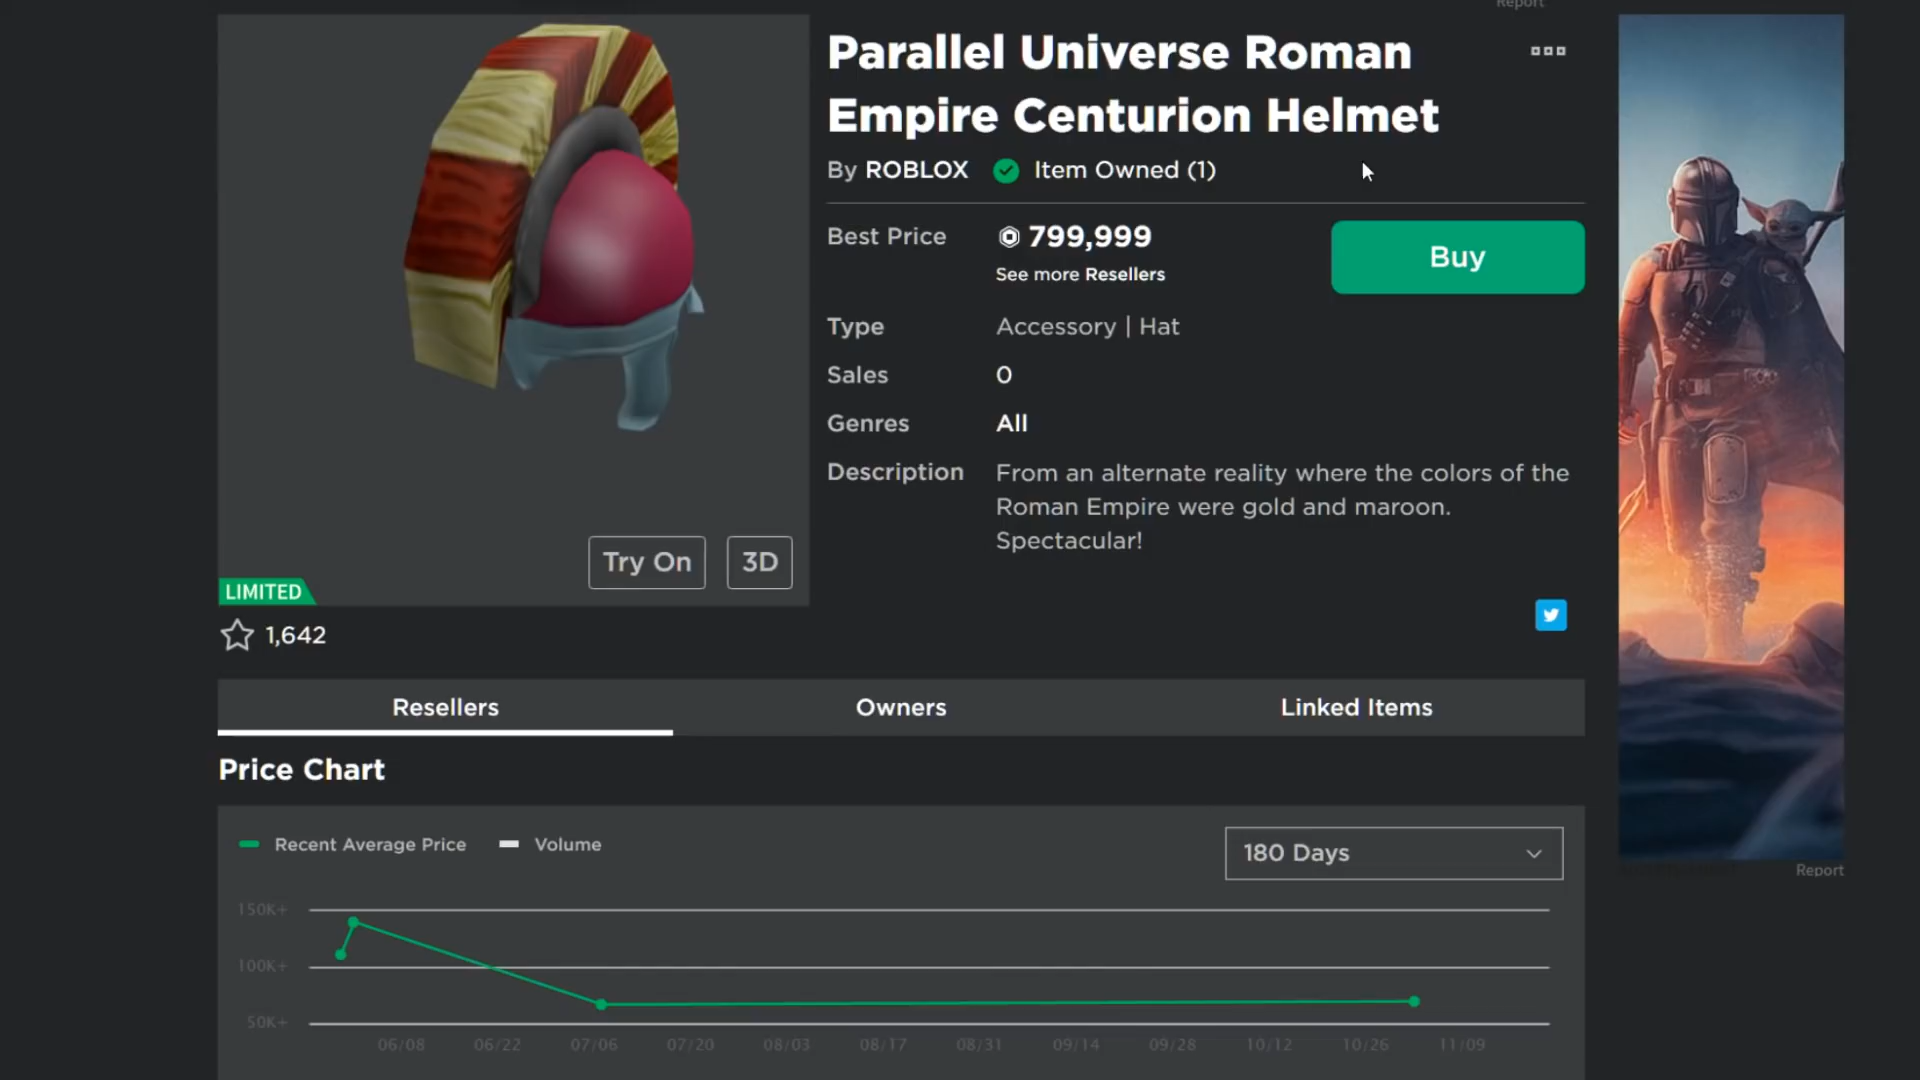 Report
Parallel Universe Roman
Empire Centurion Helmet
By ROBLOX Item Owned (1)
Best Price 799,999
See more Resellers
Buy
Type Accessory | Hat
Sales 0
Genres All
Description From an alternate reality where the colors of the
Roman Empire were gold and maroon.
Spectacular!
Try On 3D
LIMITED
1,642
Resellers Owners Linked Items
Price Chart
Recent Average Price Volume
180 Days
Report
150K+
100K+
50K+
06/08 06/22 07/06 07/20 08/03 08/17 08/31 09/14 09/28 10/12 10/26 11/09